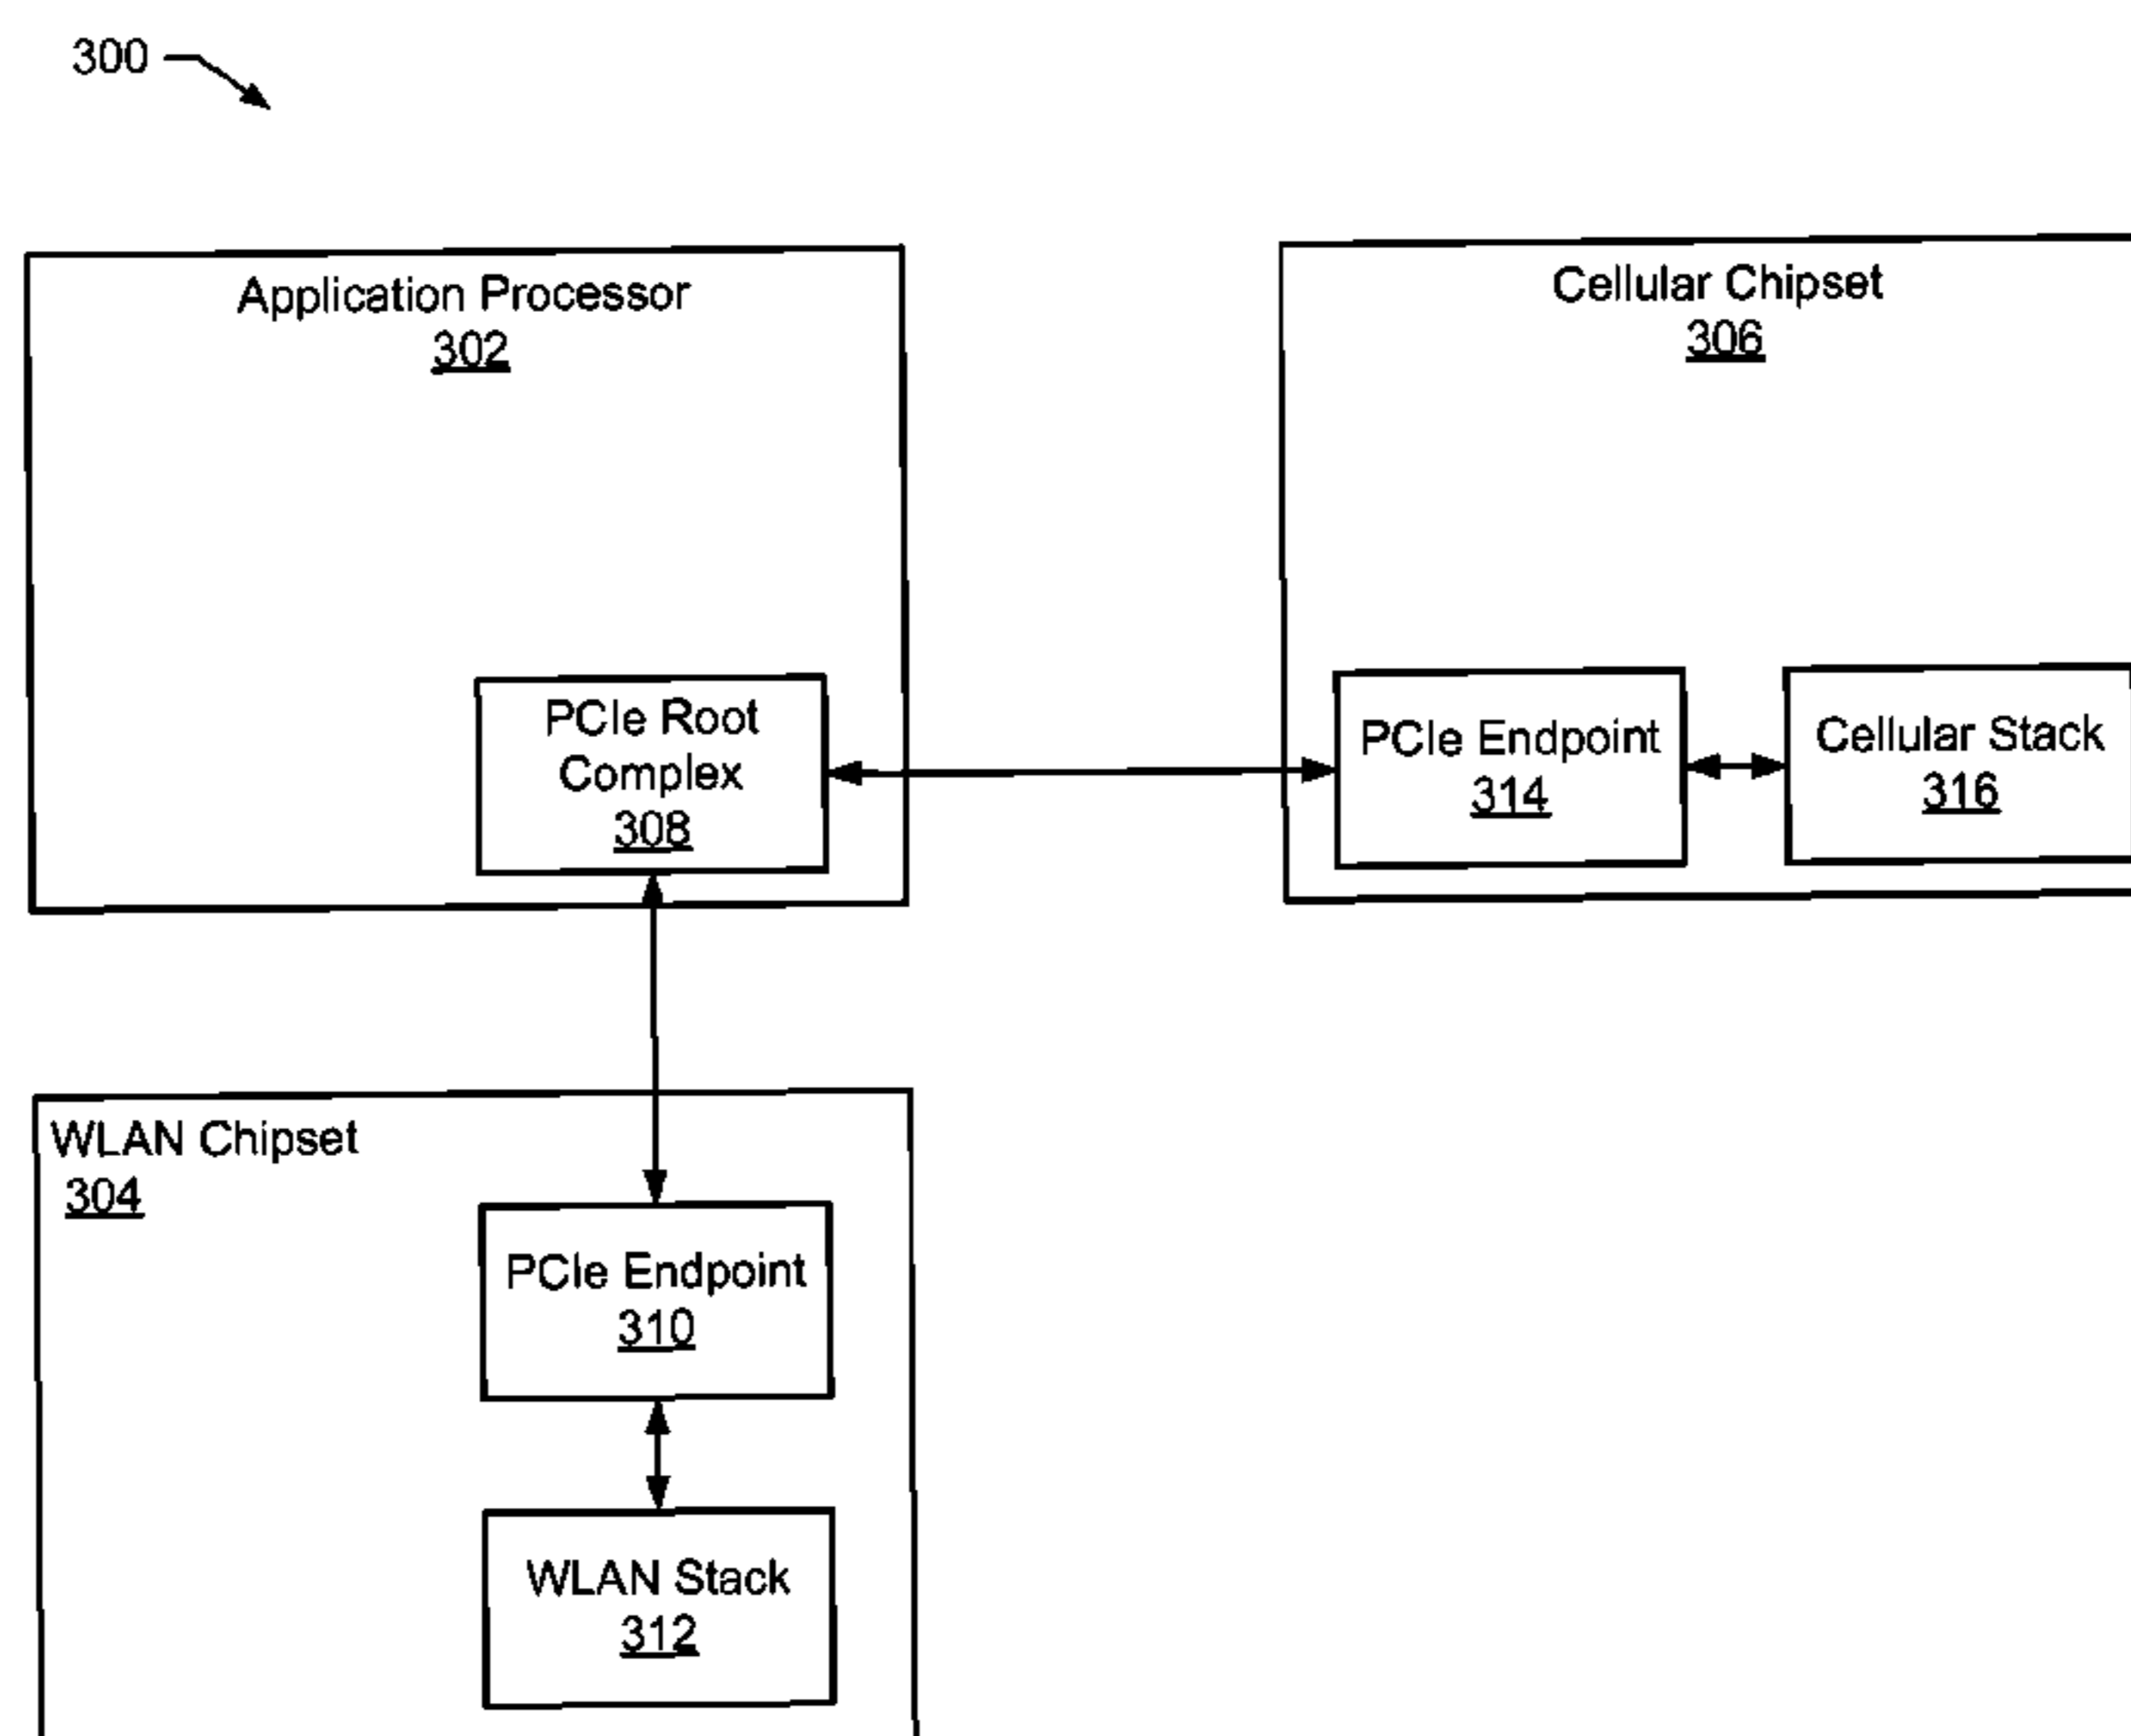 300
Application Processor
302
Cellular Chipset
306
PCIe Root
Complex
308
PCIe Endpoint
314
Cellular Stack
316
WLAN Chipset
304
PCIe Endpoint
310
WLAN Stack
312